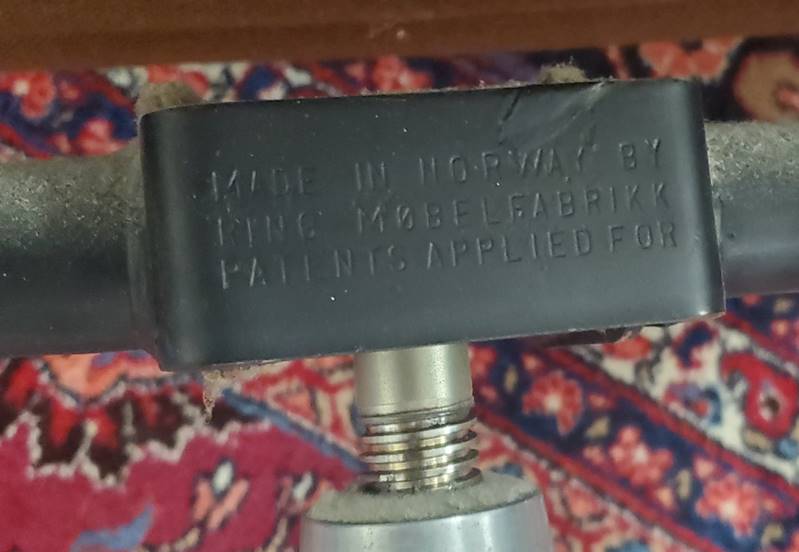 MADE IN NORWAY BY
RING MØBELFABRIKK
PATENTS APPLIED FOR